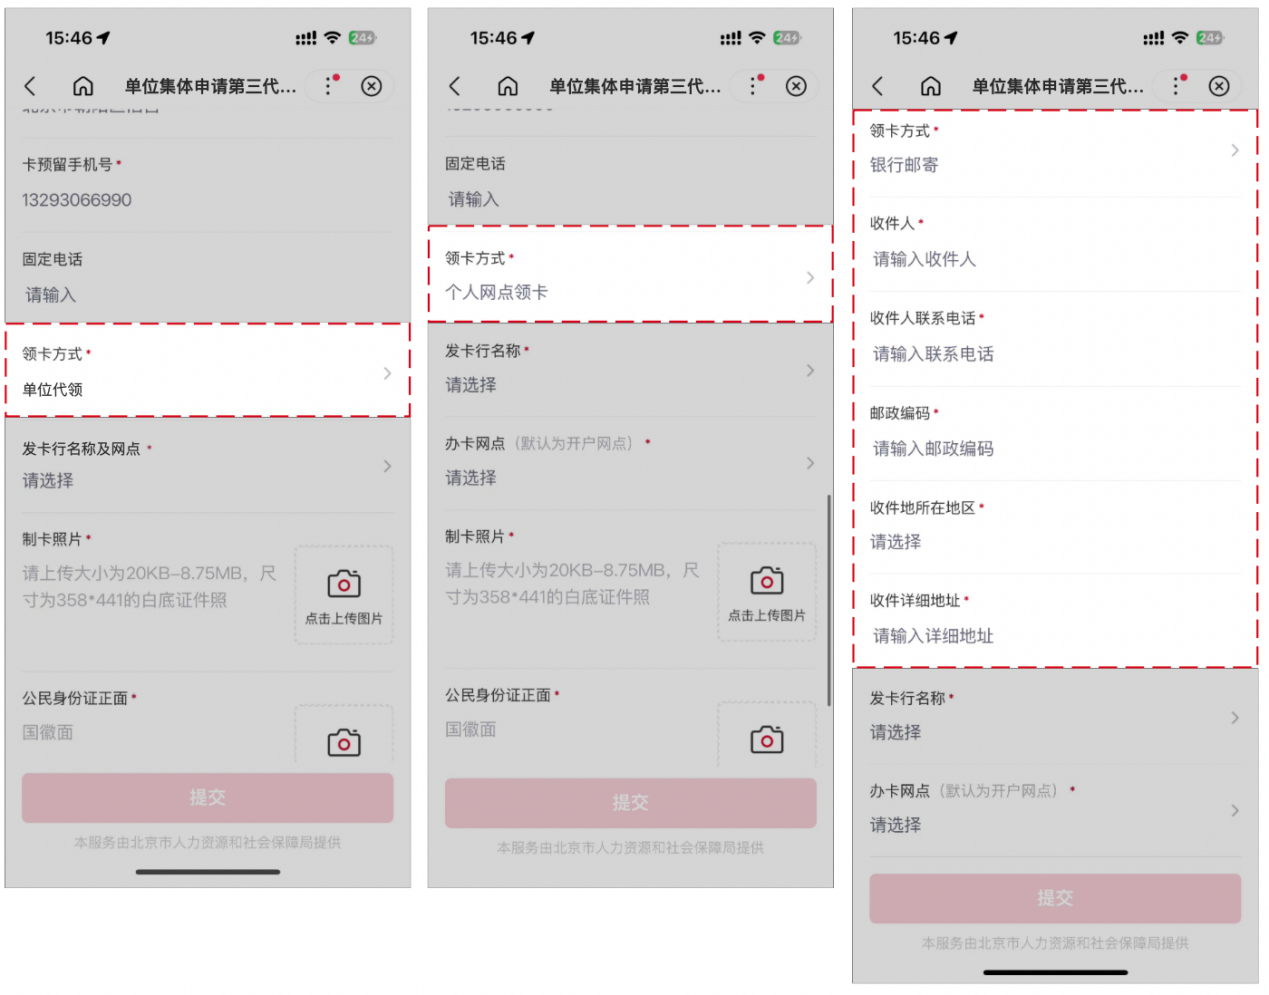 15:46
24
单位集体申请第三代...
卡预留手机号*
13293066990
固定电话
请输入
领卡方式*
单位代领
发卡行名称及网点 *
请选择
制卡照片*
请上传大小为20KB-8.75MB，尺
寸为358*441的白底证件照
点击上传图片
公民身份证正面*
国徽面
提交
本服务由北京市人力资源和社会保障局提供
15:46
24
单位集体申请第三代...
固定电话
请输入
领卡方式*
个人网点领卡
发卡行名称*
请选择
办卡网点（默认为开户网点） *
请选择
制卡照片*
请上传大小为20KB-8.75MB，尺
寸为358*441的白底证件照
点击上传图片
公民身份证正面*
国徽面
提交
本服务由北京市人力资源和社会保障局提供
15:46
24
单位集体申请第三代...
领卡方式*
银行邮寄
收件人*
请输入收件人
收件人联系电话*
请输入联系电话
邮政编码*
请输入邮政编码
收件地所在地区*
请选择
收件详细地址*
请输入详细地址
发卡行名称*
请选择
办卡网点（默认为开户网点） *
请选择
提交
本服务由北京市人力资源和社会保障局提供